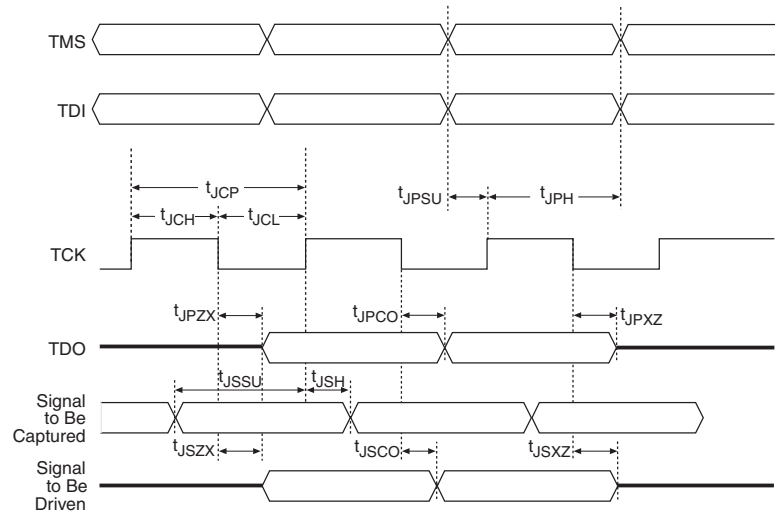 TMS
TDI
tJCP
tJCH
tJCL
tJPSU
tJPH
TCK
tJPZX
tJPCO
tJPXZ
TDO
tJSSU
tJSH
Signal
to Be
Captured
tJSZX
tJSCO
tJSXZ
Signal
to Be
Driven